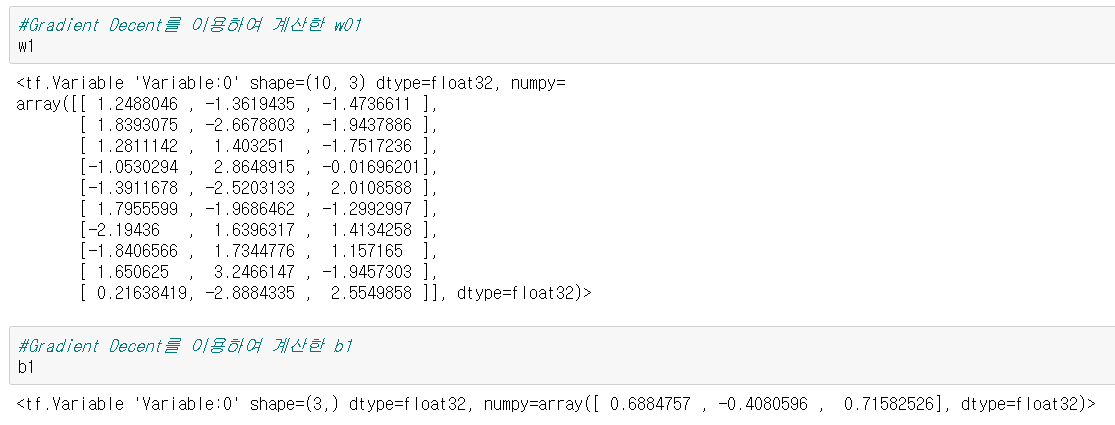 #Gradient Decent를 이용하여 계산한 w01
w1
<tf.Variable 'Variable:0' shape=(10, 3) dtype=float32, numpy=
array([[ 1.2488046 , -1.3619435 , -1.4736611 ],
       [ 1.8393075 , -2.6678803 , -1.9437886 ],
       [ 1.2811142 ,  1.403251  , -1.7517236 ],
       [-1.0530294 ,  2.8648915 , -0.01696201],
       [-1.3911678 , -2.5203133 ,  2.0108588 ],
       [ 1.7955599 , -1.9686462 , -1.2992997 ],
       [-2.19436   ,  1.6396317 ,  1.4134258 ],
       [-1.8406566 ,  1.7344776 ,  1.157165  ],
       [ 1.650625  ,  3.2466147 , -1.9457303 ],
       [ 0.21638419, -2.8884335 ,  2.5549858 ]], dtype=float32)>
#Gradient Decent를 이용하여 계산한 b1
b1
<tf.Variable 'Variable:0' shape=(3,) dtype=float32, numpy=array([ 0.6884757 , -0.4080596 ,  0.71582526], dtype=float32)>